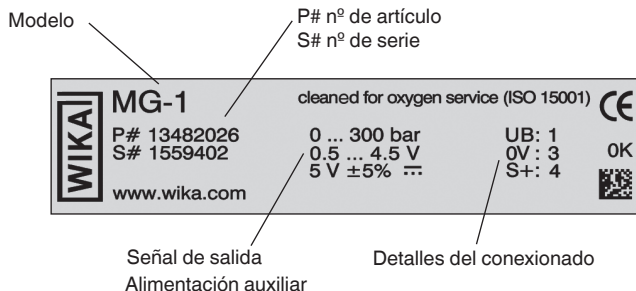 Modelo
P# nº de artículo
S# nº de serie
WIKA
MG-1
cleaned for oxygen service (ISO 15001)
CE
P# 13482026
0 ... 300 bar
UB: 1
S# 1559402
0.5 ... 4.5 V
0V : 3
0K
5 V ±5% ⎓
S+: 4
www.wika.com
Señal de salida
Alimentación auxiliar
Detalles del conexionado